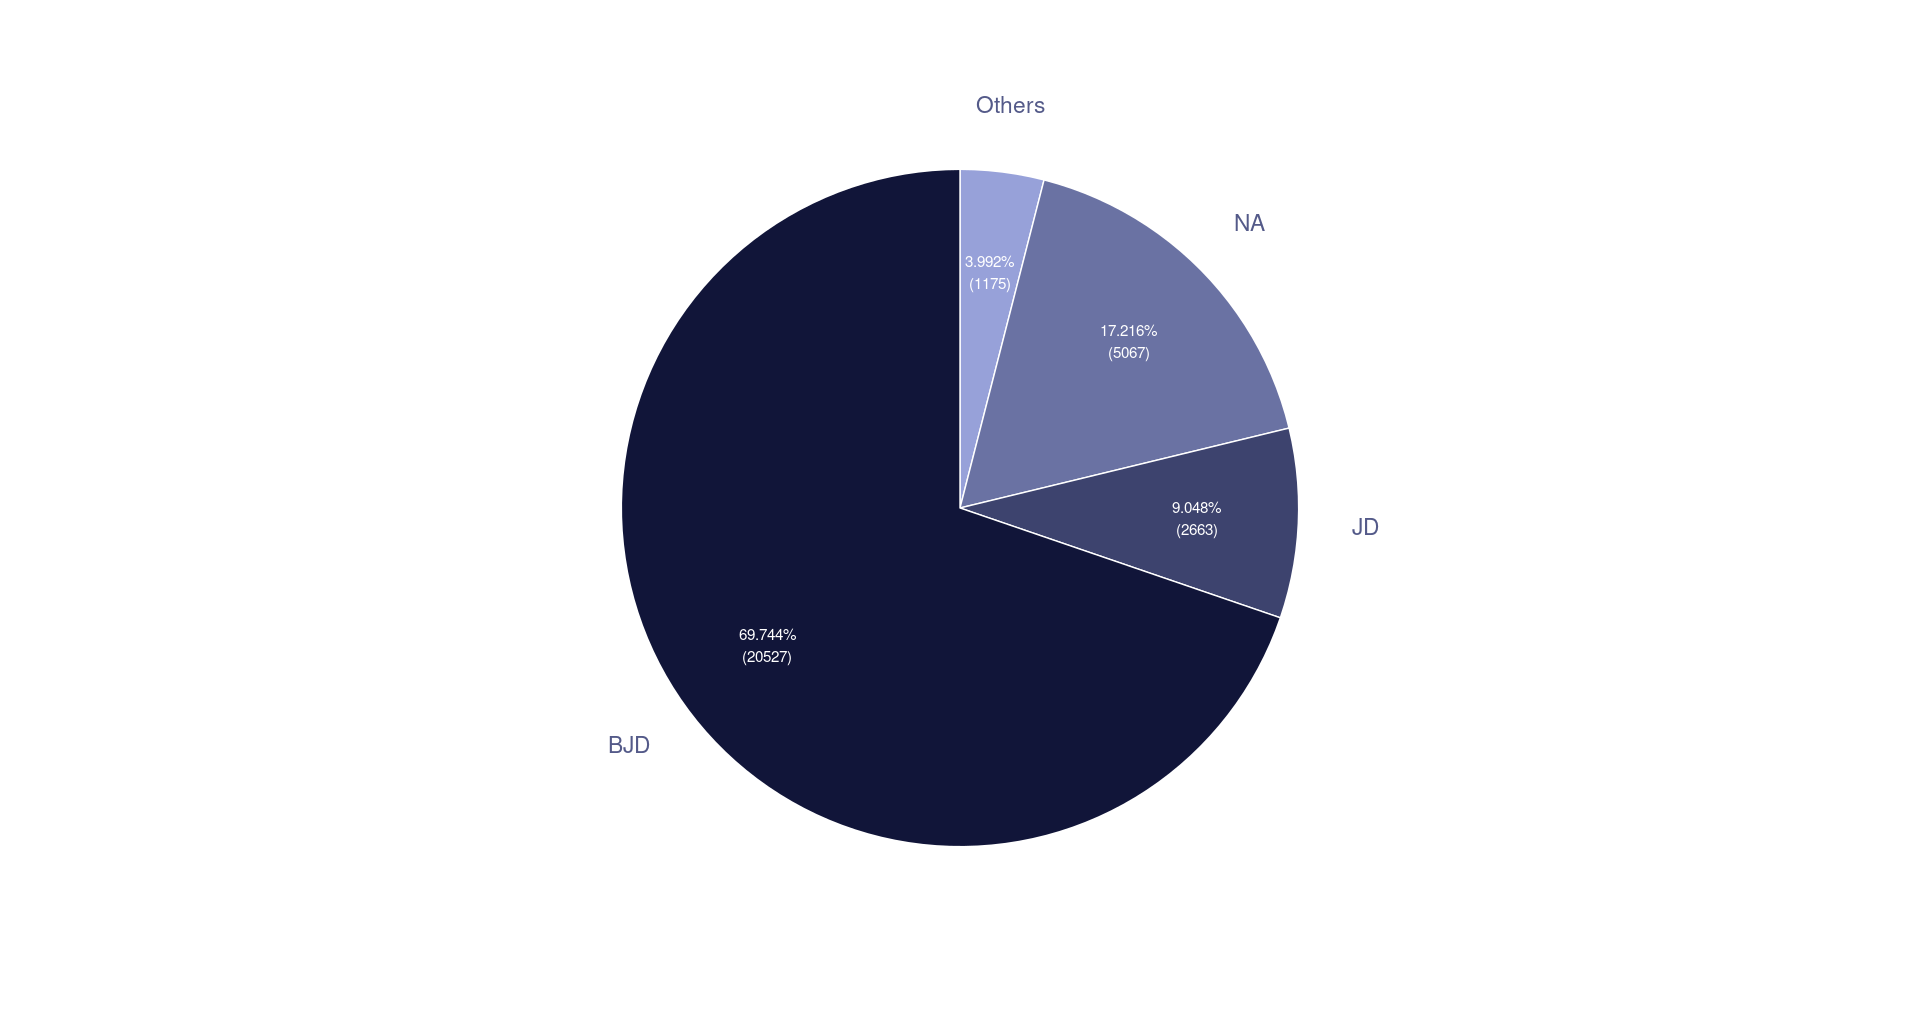 Others
NA
3.992%
(1175)
17.216%
(5067)
9.048%
(2663)
JD
69.744%
(20527)
BJD